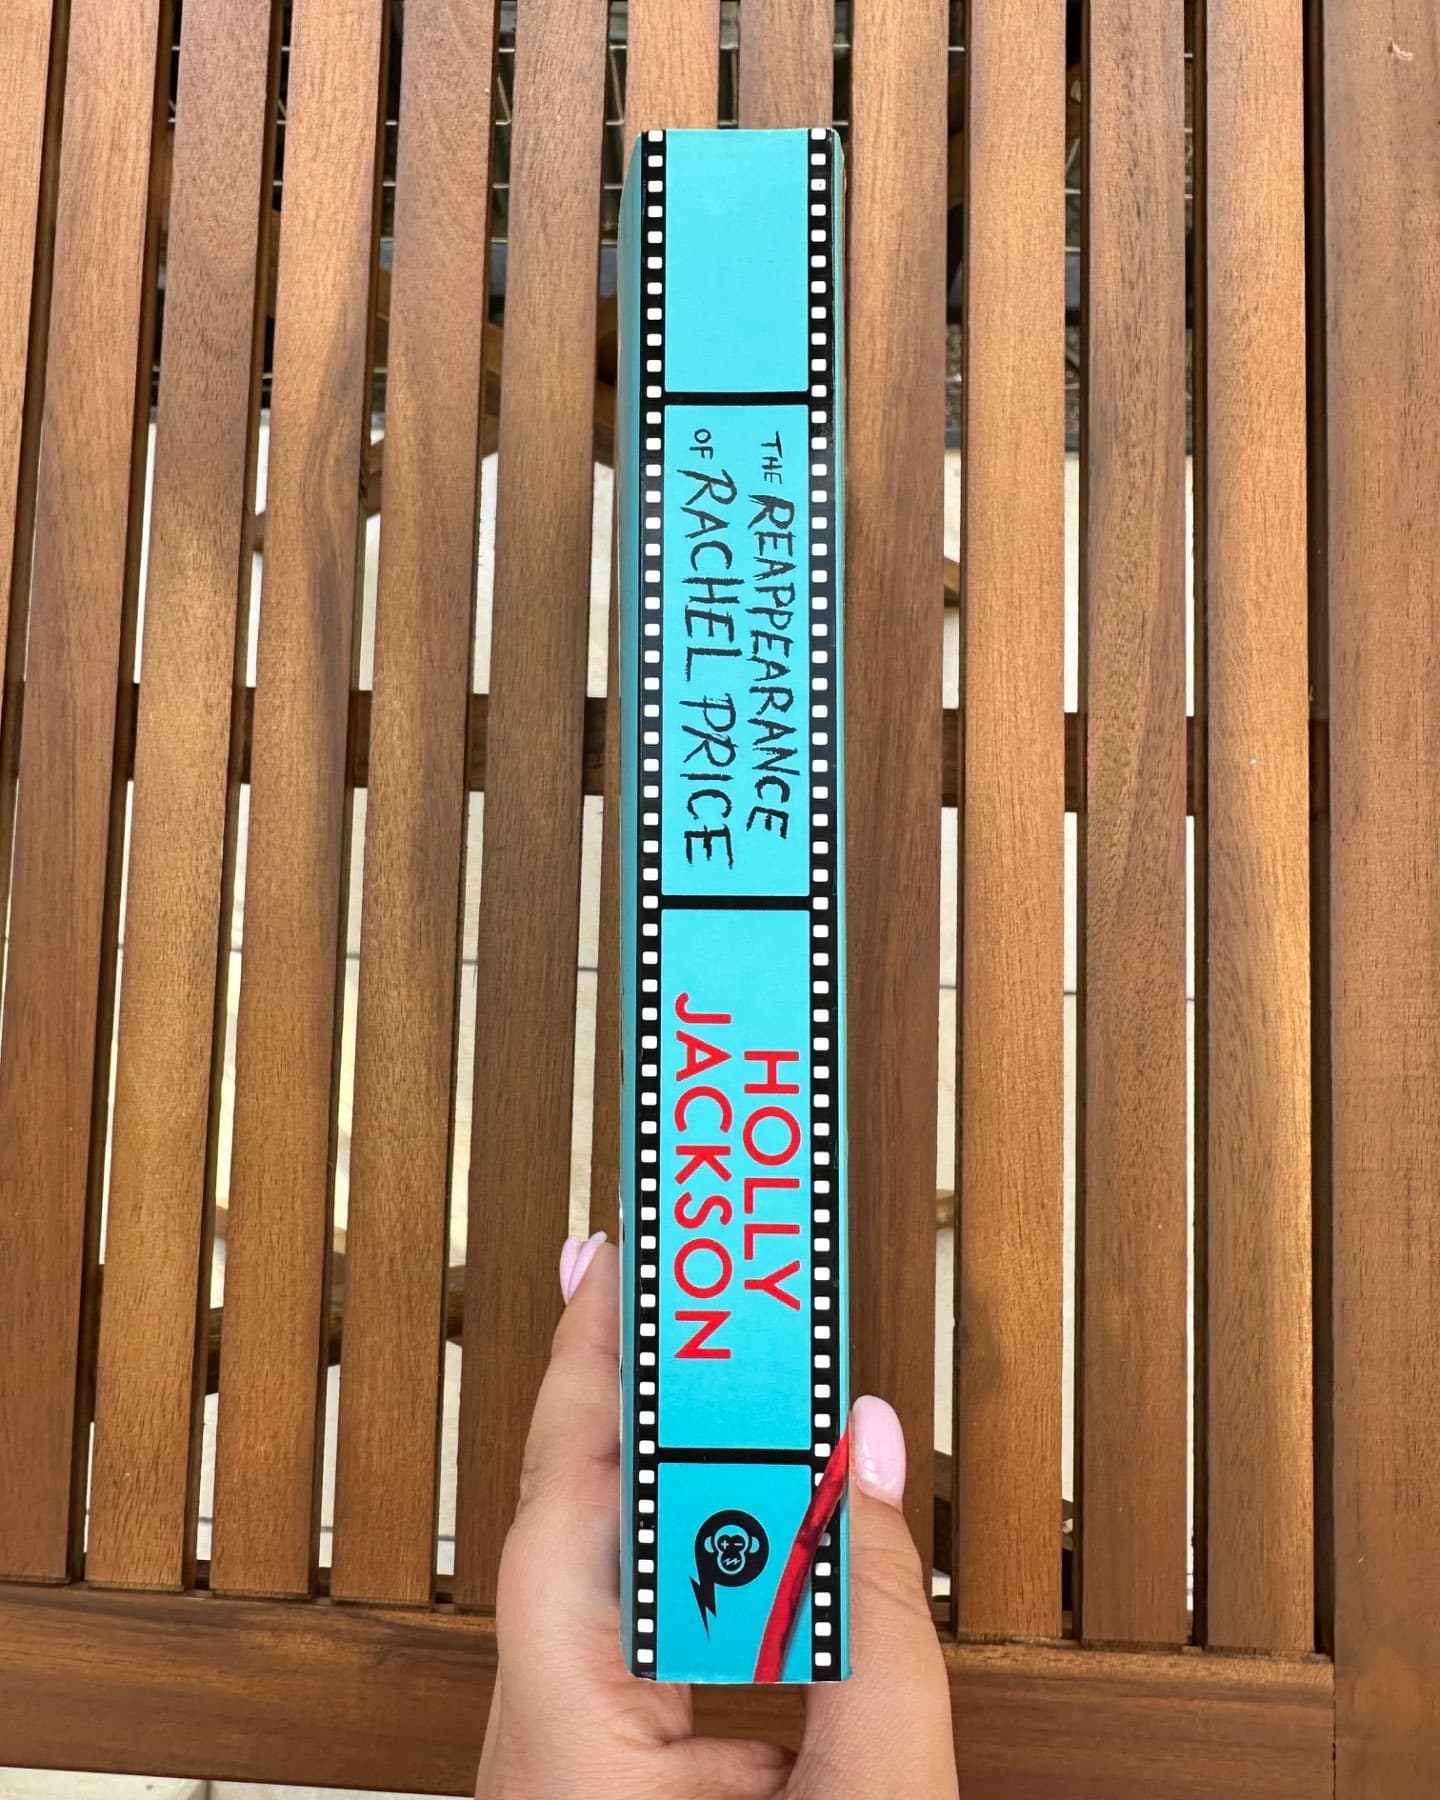 THE REAPPEARANCE
OF RACHEL PRICE
HOLLY
JACKSON